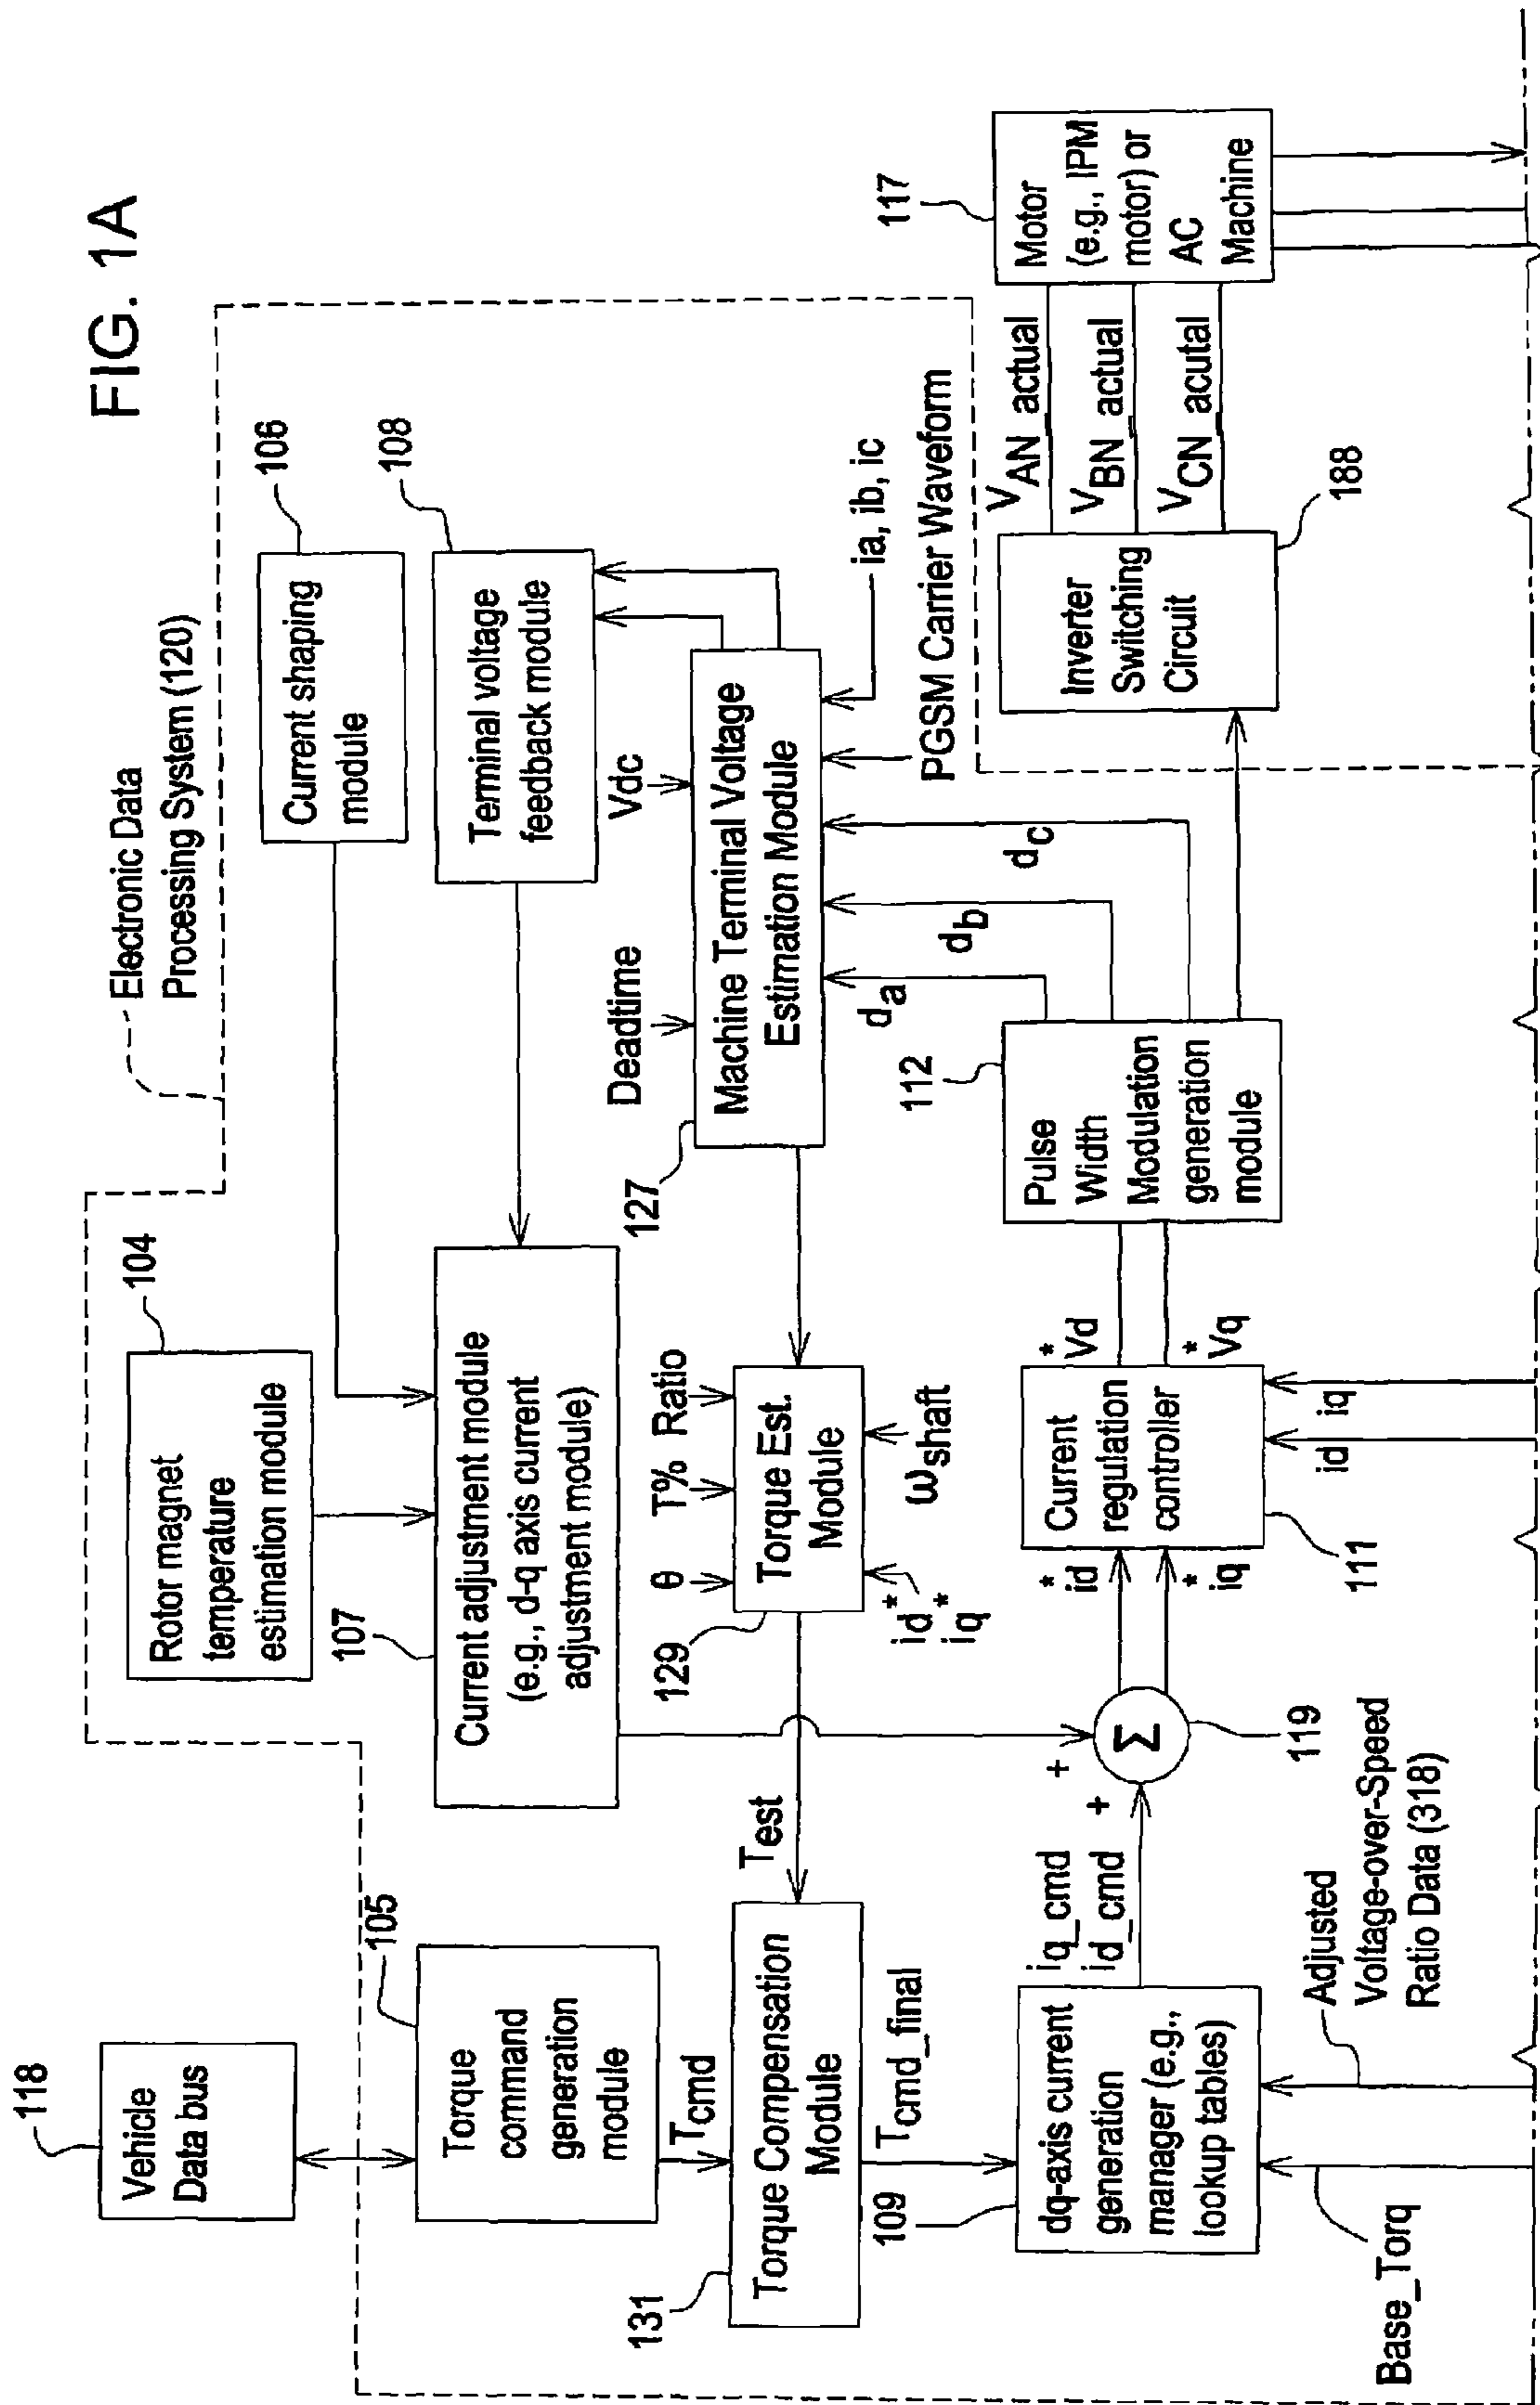 FIG. 1A
118
Vehicle
Data bus
Electronic Data
Processing System (120)
104
Rotor magnet
temperature
estimation module
106
Current shaping
module
105
Torque
command
generation
module
107
Current adjustment module
(e.g., d-q axis current
adjustment module)
108
Terminal voltage
feedback module
Tcmd
131
Torque Compensation
Module
Test
129
Torque Est.
Module
θ
T%
Ratio
id*
iq*
ωshaft
127
Deadtime
Vdc
Machine Terminal Voltage
Estimation Module
ia, ib, ic
PGSM Carrier Waveform
da
db
dc
Tcmd_final
109
dq-axis current
generation
manager (e.g.,
lookup tables)
iq_cmd
id_cmd
+
+
Σ
119
*
id
*
iq
111
Current
regulation
controller
*
Vd
*
Vq
id
iq
112
Pulse
Width
Modulation
generation
module
Inverter
Switching
Circuit
188
VAN_actual
VBN_actual
VCN_acutal
117
Motor
(e.g., IPM
motor) or
AC
Machine
Base_Torq
Adjusted
Voltage-over-Speed
Ratio Data (318)